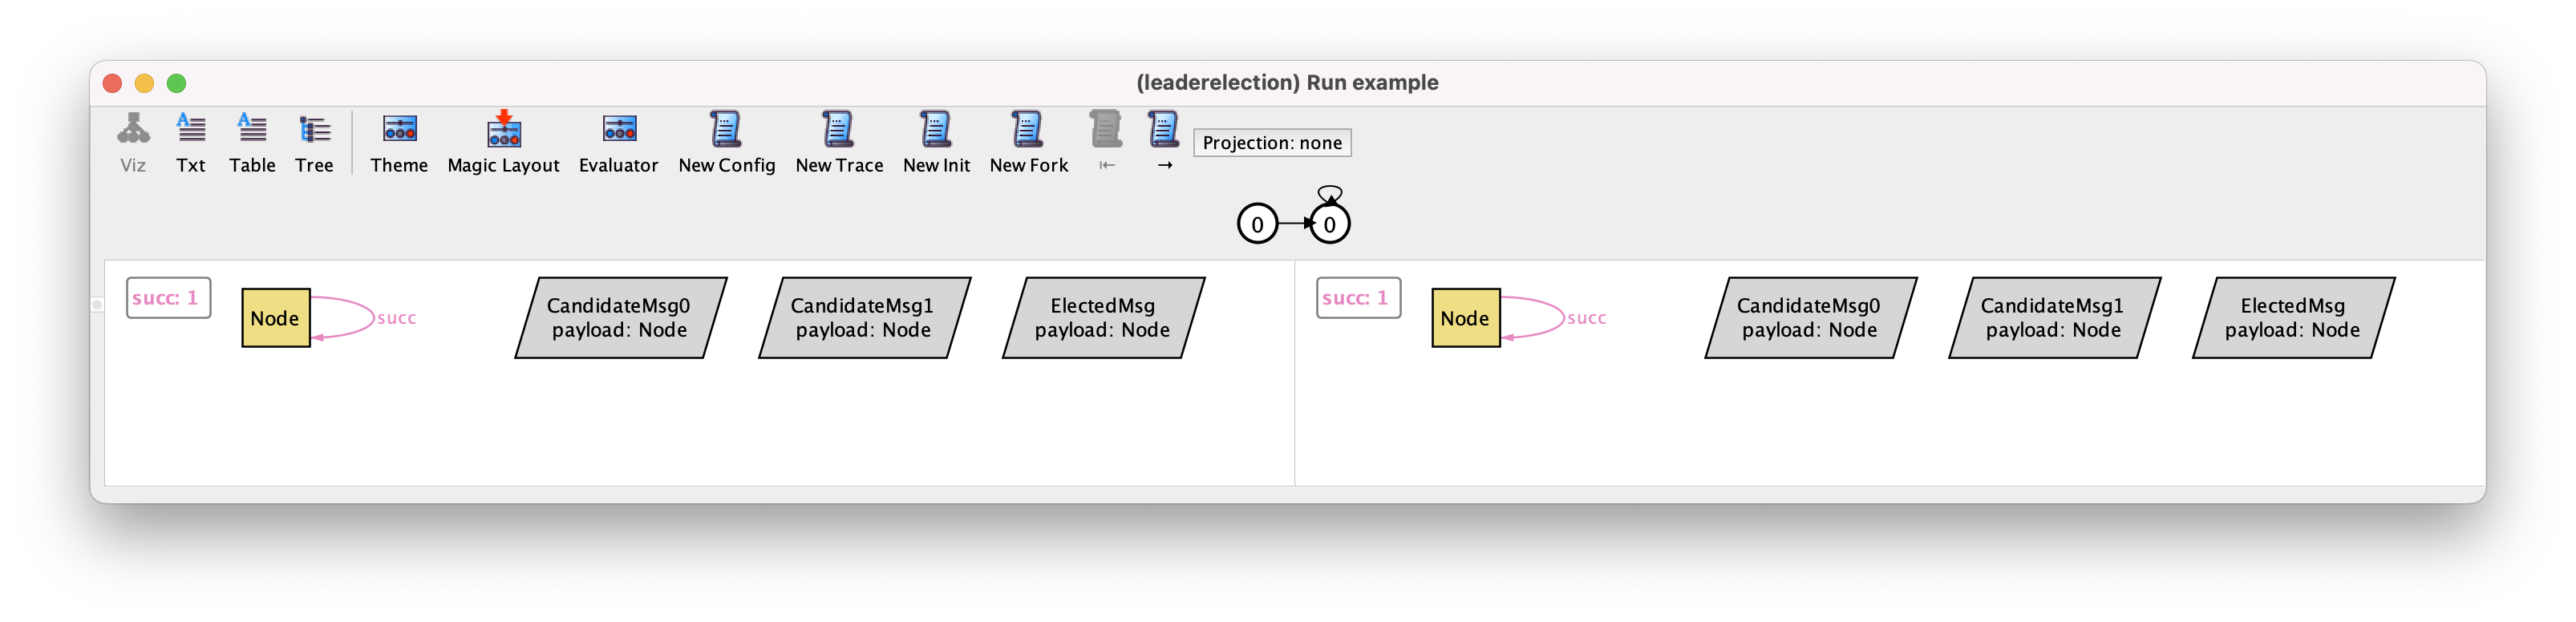 (leaderelection) Run example
Viz Txt Table Tree Theme Magic Layout Evaluator New Config New Trace New Init New Fork ⇤ → Projection: none
0 0
succ: 1
Node
succ
CandidateMsg0
payload: Node
CandidateMsg1
payload: Node
ElectedMsg
payload: Node
succ: 1
Node
succ
CandidateMsg0
payload: Node
CandidateMsg1
payload: Node
ElectedMsg
payload: Node